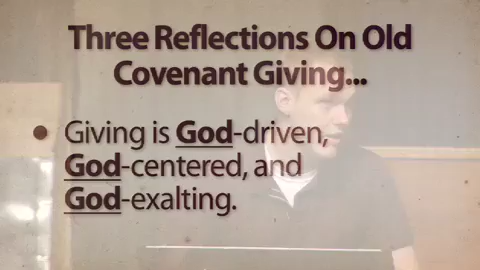 Three Reflections On Old
Covenant Giving...
• Giving is God-driven,
God-centered, and
God-exalting.